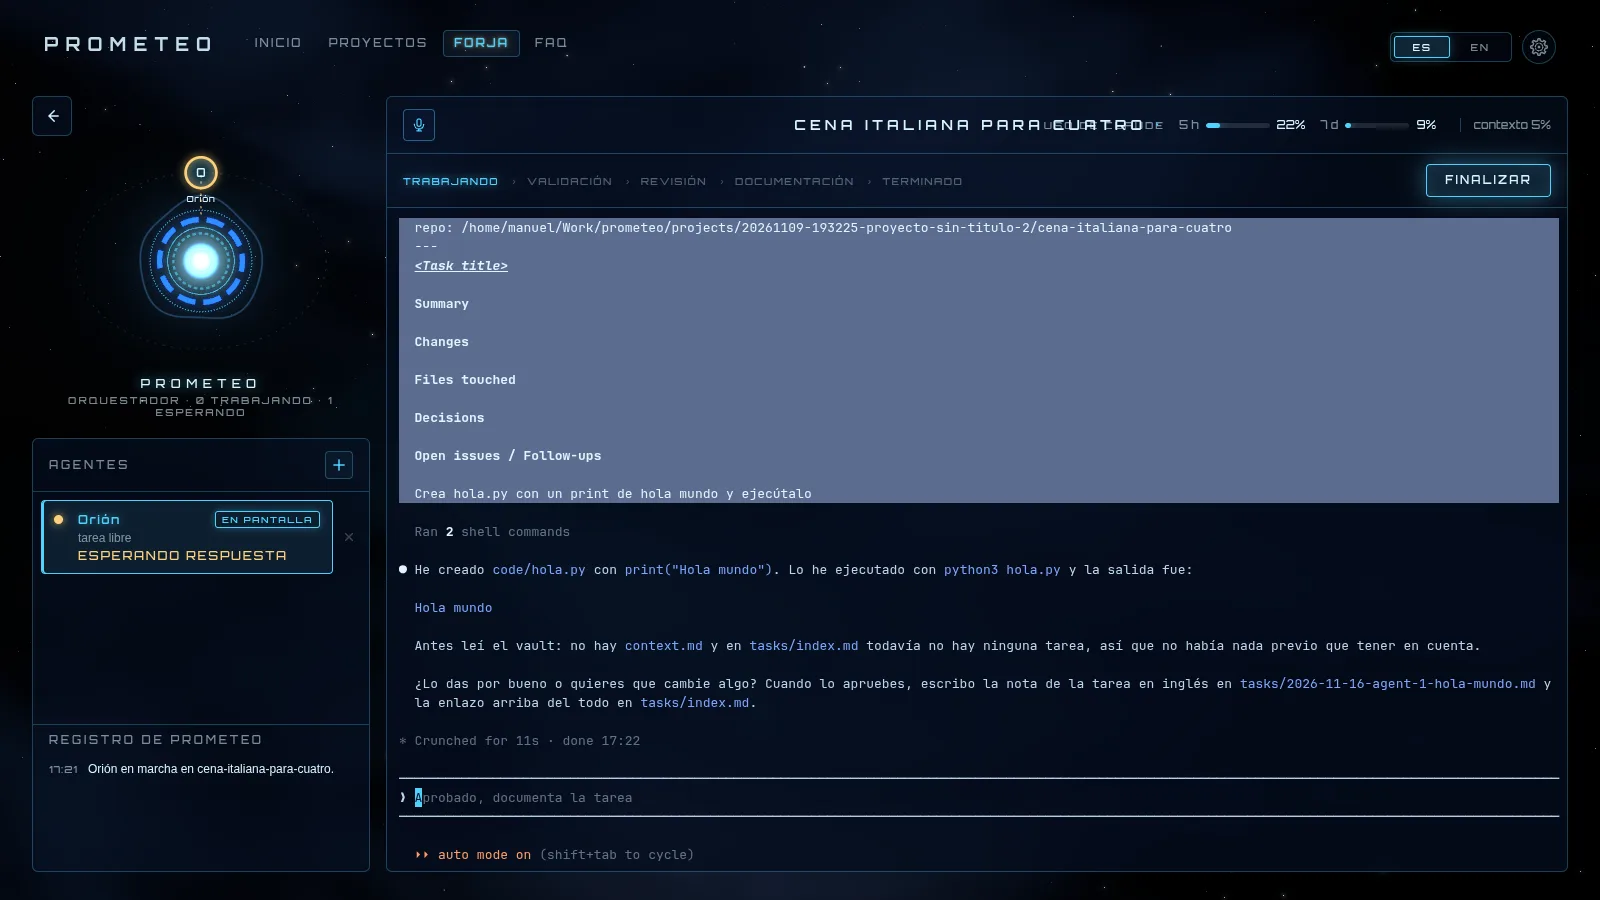 PROMETEO
INICIO PROYECTOS FORJA FAQ
ES EN
O
Orión
PROMETEO
ORQUESTADOR · 0 TRABAJANDO · 1
ESPERANDO
AGENTES
+
Orión EN PANTALLA
tarea libre
ESPERANDO RESPUESTA
×
REGISTRO DE PROMETEO
17:21 Orión en marcha en cena-italiana-para-cuatro.
CENA ITALIANA PARA CUATRO
5h 22% 7d 9% contexto 5%
TRABAJANDO › VALIDACIÓN › REVISIÓN › DOCUMENTACIÓN › TERMINADO
FINALIZAR
repo: /home/manuel/Work/prometeo/projects/20261109-193225-proyecto-sin-titulo-2/cena-italiana-para-cuatro
---
<Task title>
Summary
Changes
Files touched
Decisions
Open issues / Follow-ups
Crea hola.py con un print de hola mundo y ejecútalo
Ran 2 shell commands
● He creado code/hola.py con print("Hola mundo"). Lo he ejecutado con python3 hola.py y la salida fue:
Hola mundo
Antes leí el vault: no hay context.md y en tasks/index.md todavía no hay ninguna tarea, así que no había nada previo que tener en cuenta.
¿Lo das por bueno o quieres que cambie algo? Cuando lo apruebes, escribo la nota de la tarea en inglés en tasks/2026-11-16-agent-1-hola-mundo.md y
la enlazo arriba del todo en tasks/index.md.
* Crunched for 11s · done 17:22
❯ Aprobado, documenta la tarea
⏵⏵ auto mode on (shift+tab to cycle)